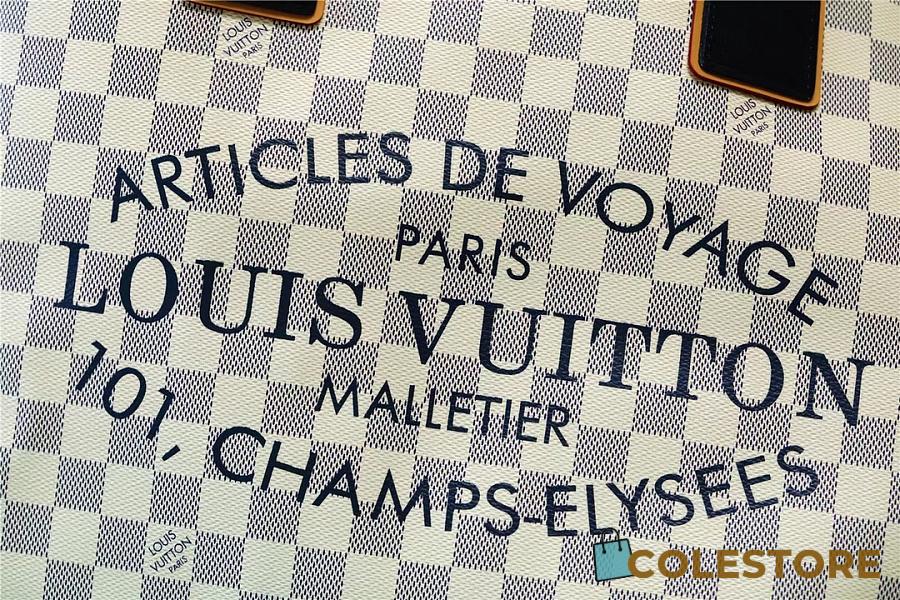 LOUIS
VUITTON
PARIS
LOUIS
VUITTON
PARIS
ARTICLES DE VOYAGE
PARIS
LOUIS VUITTON
MALLETIER
101, CHAMPS-ELYSEES
LOUIS
VUITTON
PARIS
COLESTORE